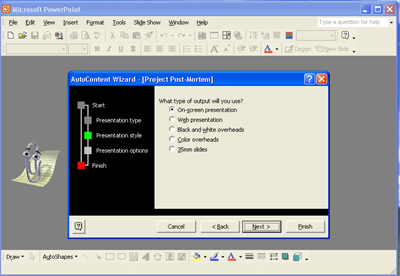 Microsoft PowerPoint
File Edit View Insert Format Tools Slide Show Window Help
Type a question for help
Design New Slide
AutoContent Wizard - [Project Post-Mortem]
Start
Presentation type
Presentation style
Presentation options
Finish
What type of output will you use?
On-screen presentation
Web presentation
Black and white overheads
Color overheads
35mm slides
Cancel < Back Next > Finish
Draw AutoShapes